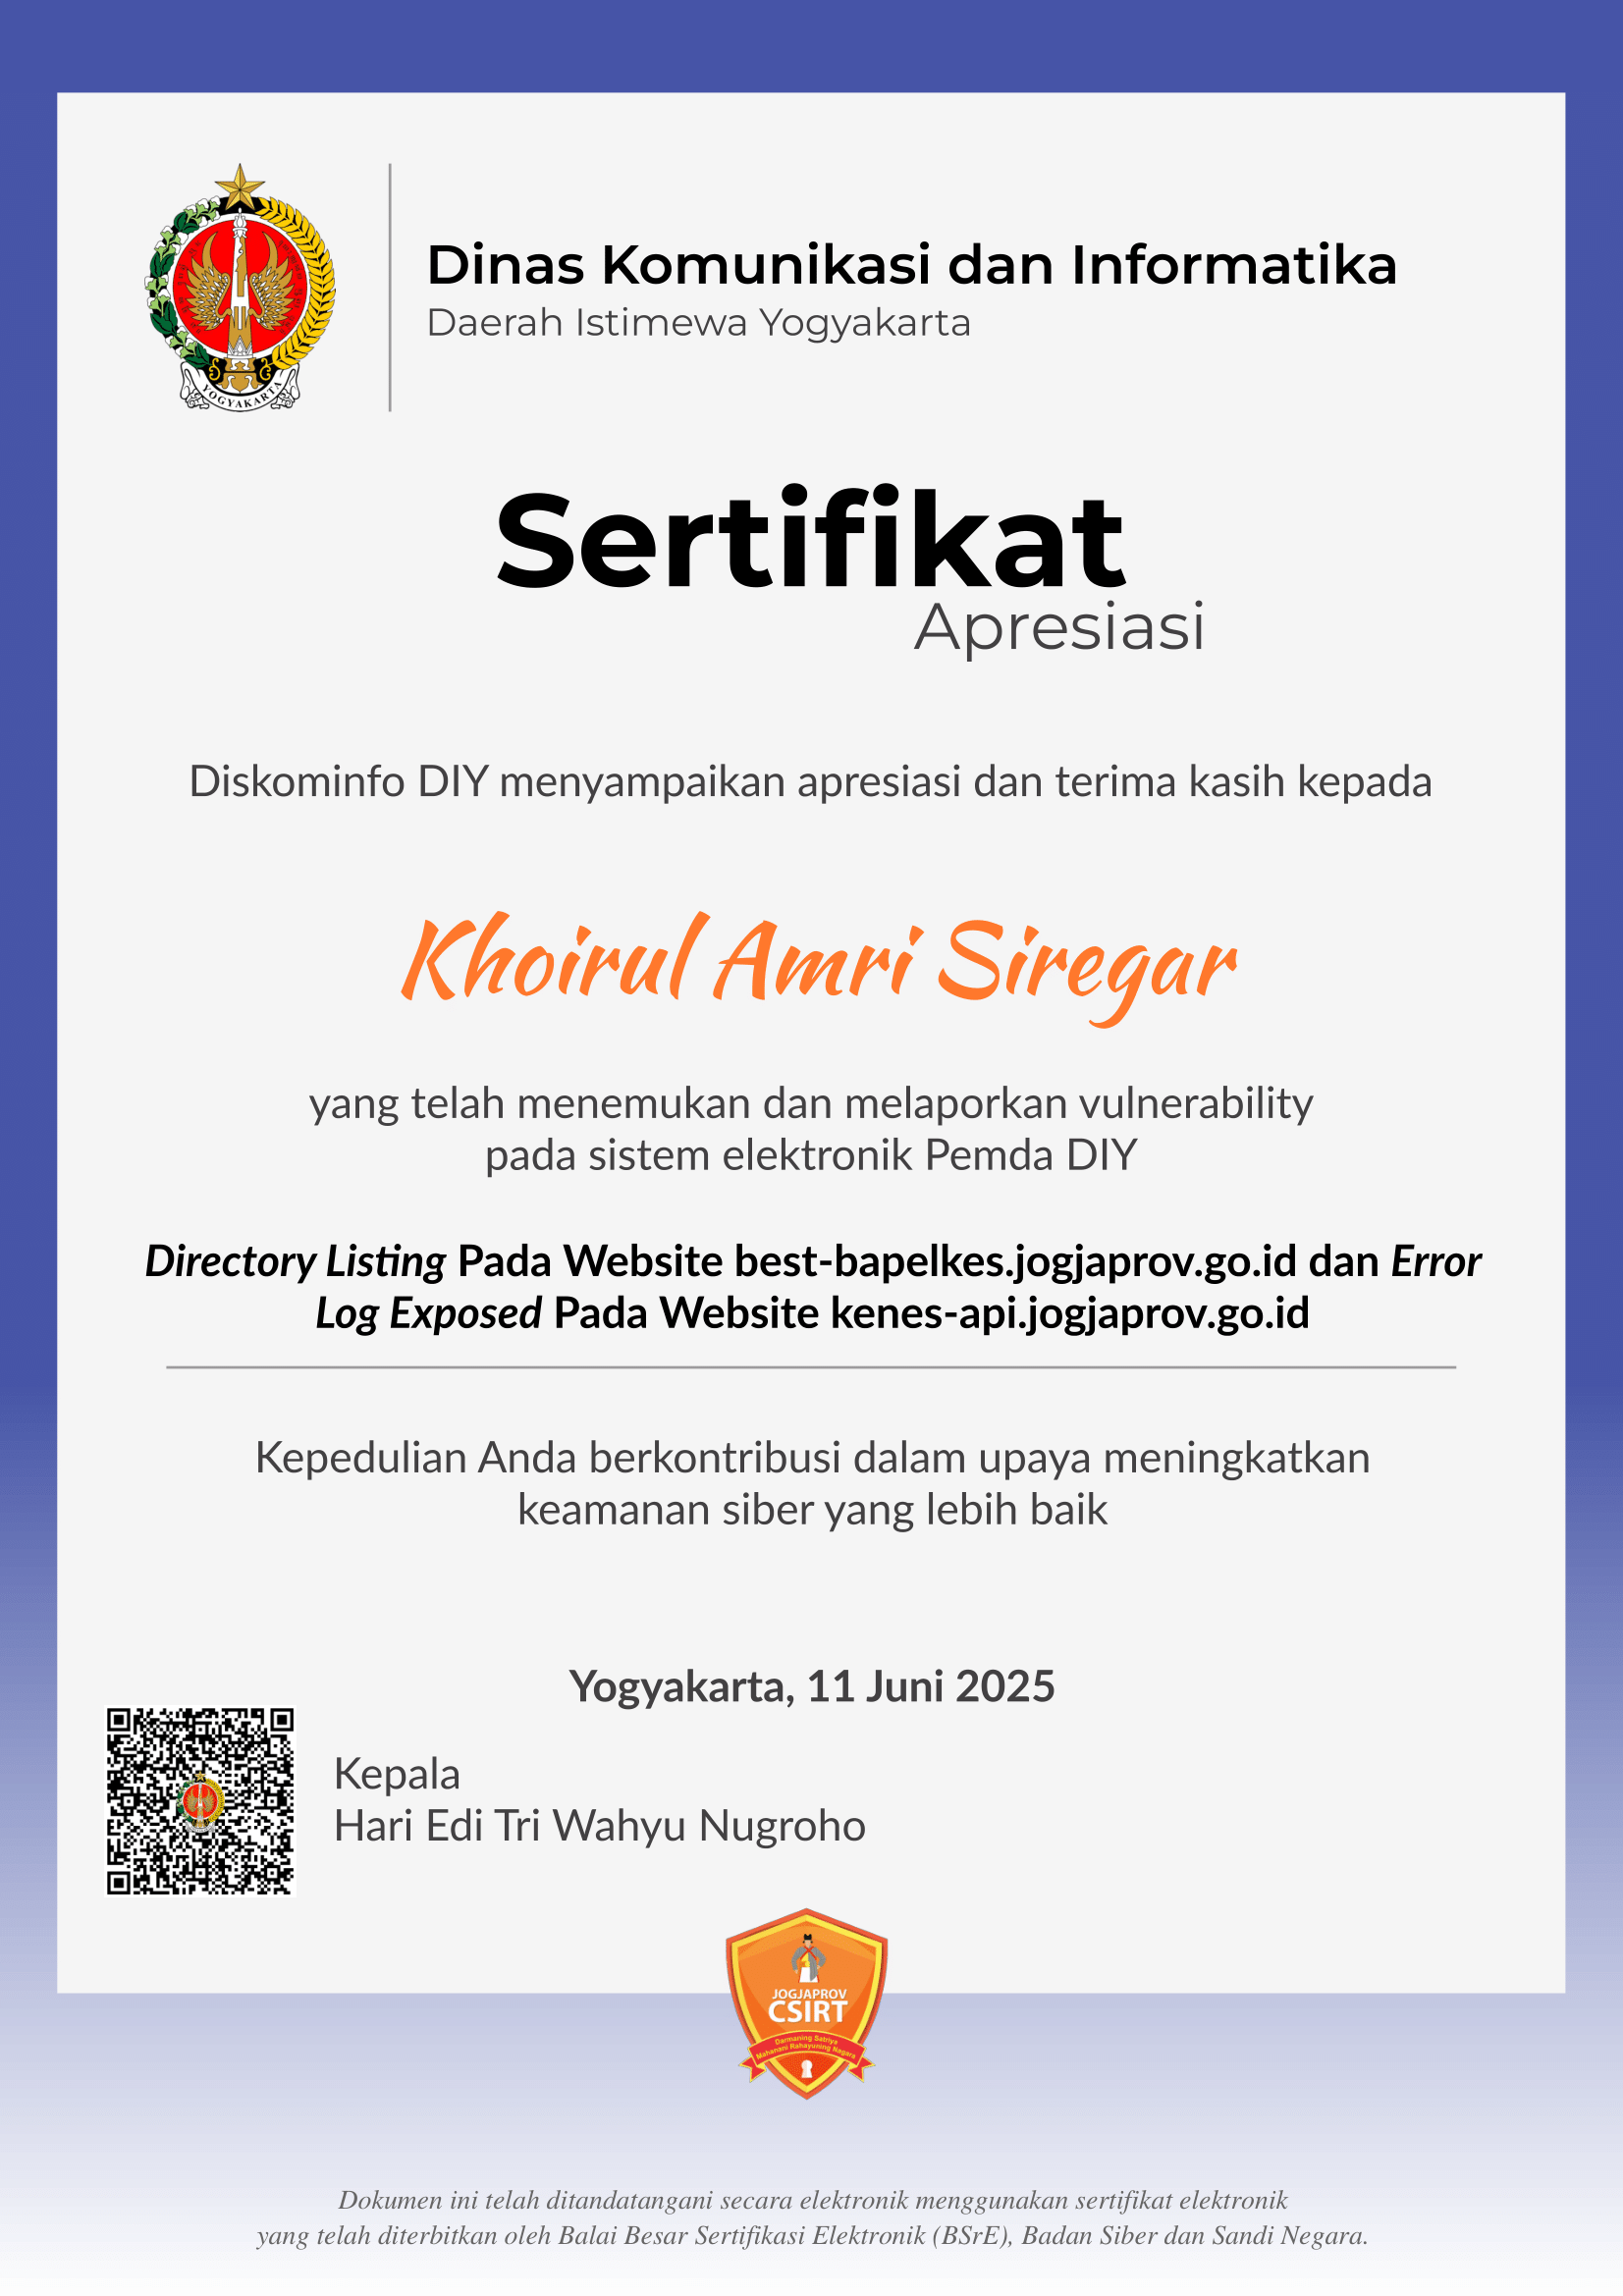 YOGYAKARTA
Dinas Komunikasi dan Informatika
Daerah Istimewa Yogyakarta
Sertifikat
Apresiasi
Diskominfo DIY menyampaikan apresiasi dan terima kasih kepada
Khoirul Amri Siregar
yang telah menemukan dan melaporkan vulnerability
pada sistem elektronik Pemda DIY
Directory Listing Pada Website best-bapelkes.jogjaprov.go.id dan Error
Log Exposed Pada Website kenes-api.jogjaprov.go.id
Kepedulian Anda berkontribusi dalam upaya meningkatkan
keamanan siber yang lebih baik
Yogyakarta, 11 Juni 2025
Kepala
Hari Edi Tri Wahyu Nugroho
JOGJAPROV
CSIRT
Darmaning Satriya
Mahanani Rahayuning Nagara
Dokumen ini telah ditandatangani secara elektronik menggunakan sertifikat elektronik
yang telah diterbitkan oleh Balai Besar Sertifikasi Elektronik (BSrE), Badan Siber dan Sandi Negara.